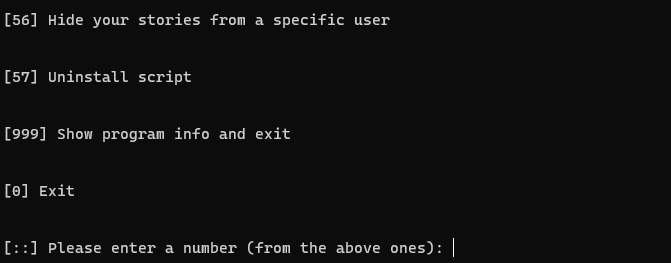 [56] Hide your stories from a specific user
[57] Uninstall script
[999] Show program info and exit
[0] Exit
[::] Please enter a number (from the above ones):